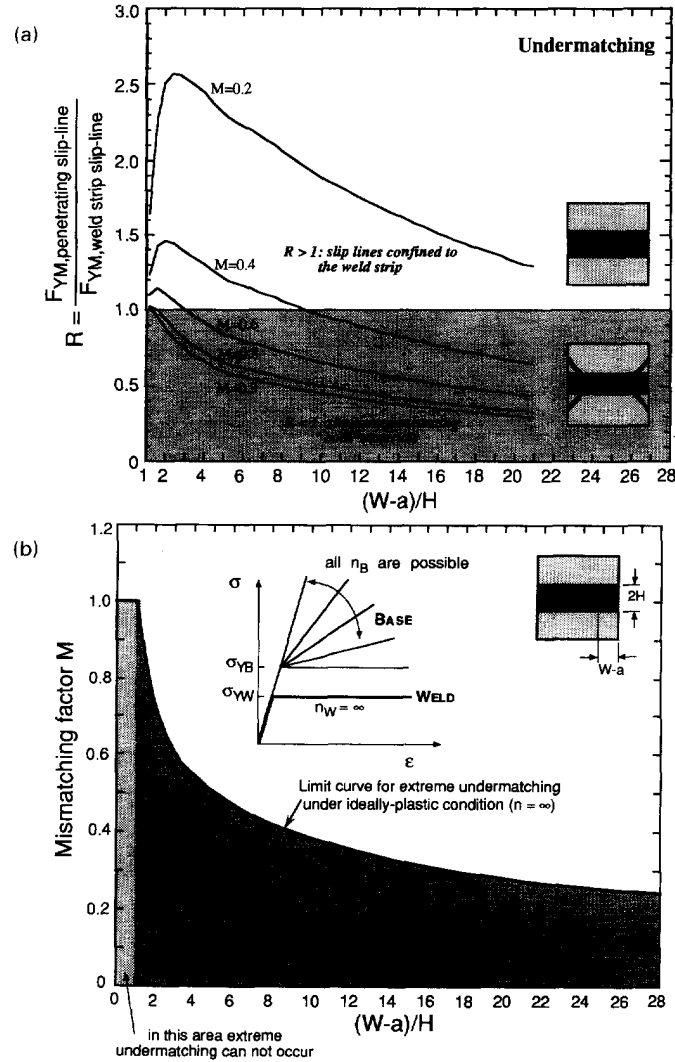 (a)
3.0
2.5
2.0
1.5
1.0
0.5
0
R = F_YM,penetrating slip-line / F_YM,weld strip slip-line
Undermatching
M=0.2
M=0.4
R > 1: slip lines confined to
the weld strip
M=0.6
1 2 4 6 8 10 12 14 16 18 20 22 24 26 28
(W-a)/H
(b)
1.2
1.0
0.8
0.6
0.4
0.2
0
Mismatching factor M
all n_B are possible
σ
BASE
σ_YB
σ_YW
WELD
n_W = ∞
ε
2H
W-a
Limit curve for extreme undermatching
under ideally-plastic condition (n = ∞)
0 2 4 6 8 10 12 14 16 18 20 22 24 26 28
(W-a)/H
in this area extreme
undermatching can not occur